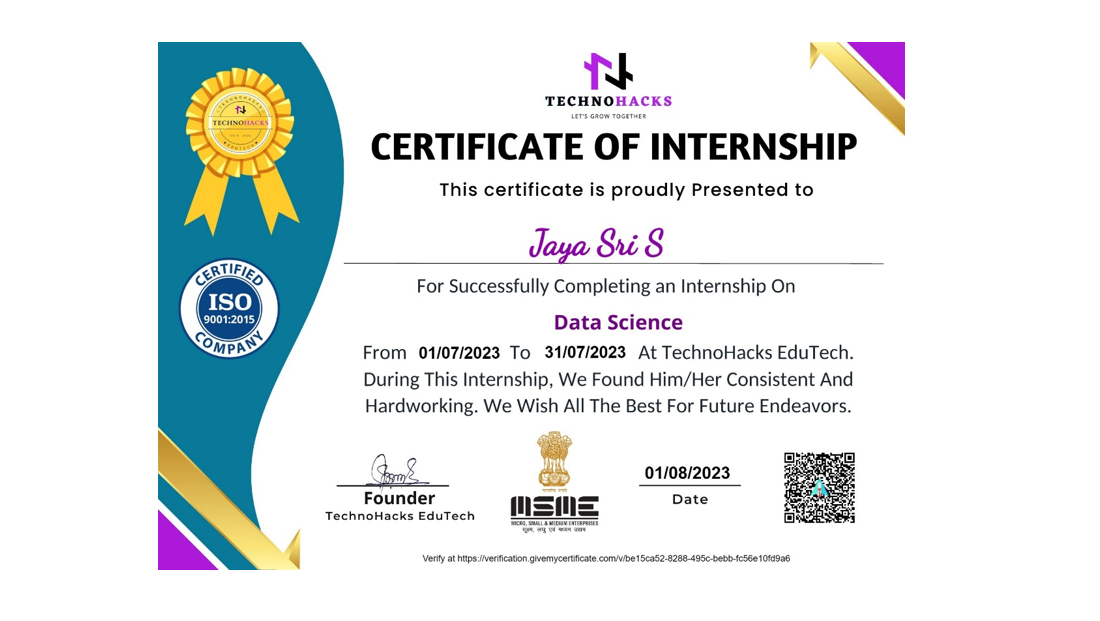 TECHNOHACKS
LET'S GROW TOGETHER
CERTIFICATE OF INTERNSHIP
This certificate is proudly Presented to
Jaya Sri S
For Successfully Completing an Internship On
Data Science
From 01/07/2023 To 31/07/2023 At TechnoHacks EduTech.
During This Internship, We Found Him/Her Consistent And
Hardworking. We Wish All The Best For Future Endeavors.
TECHNOHACKS
CERTIFIED
ISO
9001:2015
COMPANY
Founder
TechnoHacks EduTech
सत्यमेव जयते
MSME
MICRO, SMALL & MEDIUM ENTERPRISES
सूक्ष्म, लघु एवं मध्यम उद्यम
01/08/2023
Date
Verify at https://verification.givemycertificate.com/v/be15ca52-8288-495c-bebb-fc56e10fd9a6